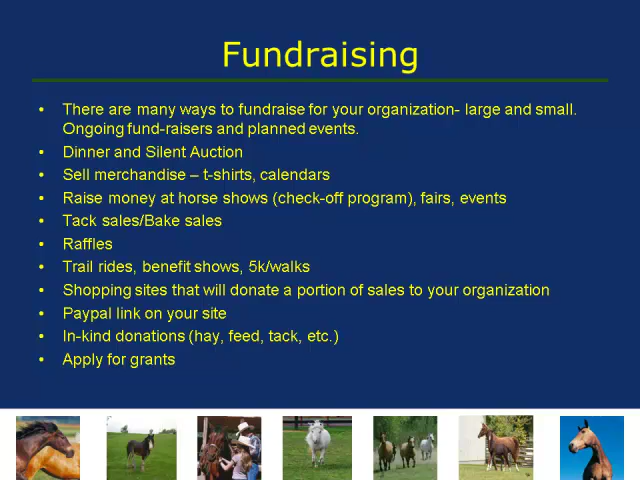 Fundraising
• There are many ways to fundraise for your organization- large and small.
Ongoing fund-raisers and planned events.
• Dinner and Silent Auction
• Sell merchandise – t-shirts, calendars
• Raise money at horse shows (check-off program), fairs, events
• Tack sales/Bake sales
• Raffles
• Trail rides, benefit shows, 5k/walks
• Shopping sites that will donate a portion of sales to your organization
• Paypal link on your site
• In-kind donations (hay, feed, tack, etc.)
• Apply for grants